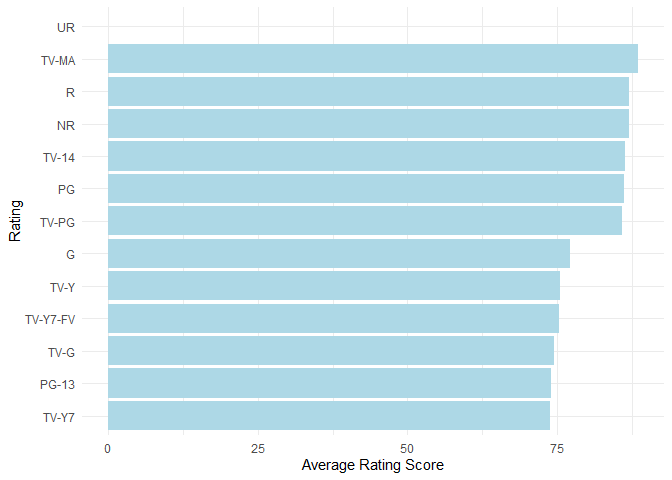 UR
TV-MA
R
NR
TV-14
PG
TV-PG
G
TV-Y
TV-Y7-FV
TV-G
PG-13
TV-Y7
Rating
0 25 50 75
Average Rating Score